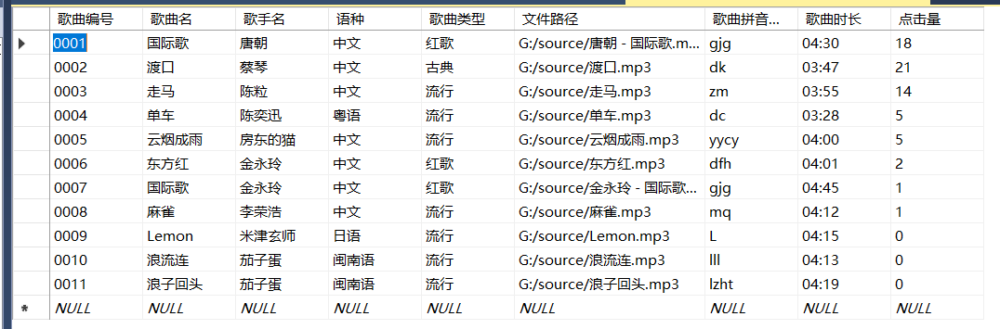 歌曲编号 歌曲名 歌手名 语种 歌曲类型 文件路径 歌曲拼音... 歌曲时长 点击量
0001 国际歌 唐朝 中文 红歌 G:/source/唐朝 - 国际歌.m... gjg 04:30 18
0002 渡口 蔡琴 中文 古典 G:/source/渡口.mp3 dk 03:47 21
0003 走马 陈粒 中文 流行 G:/source/走马.mp3 zm 03:55 14
0004 单车 陈奕迅 粤语 流行 G:/source/单车.mp3 dc 03:28 5
0005 云烟成雨 房东的猫 中文 流行 G:/source/云烟成雨.mp3 yycy 04:00 5
0006 东方红 金永玲 中文 红歌 G:/source/东方红.mp3 dfh 04:01 2
0007 国际歌 金永玲 中文 红歌 G:/source/金永玲 - 国际歌... gjg 04:45 1
0008 麻雀 李荣浩 中文 流行 G:/source/麻雀.mp3 mq 04:12 1
0009 Lemon 米津玄师 日语 流行 G:/source/Lemon.mp3 L 04:15 0
0010 浪流连 茄子蛋 闽南语 流行 G:/source/浪流连.mp3 lll 04:13 0
0011 浪子回头 茄子蛋 闽南语 流行 G:/source/浪子回头.mp3 lzht 04:19 0
* NULL NULL NULL NULL NULL NULL NULL NULL NULL